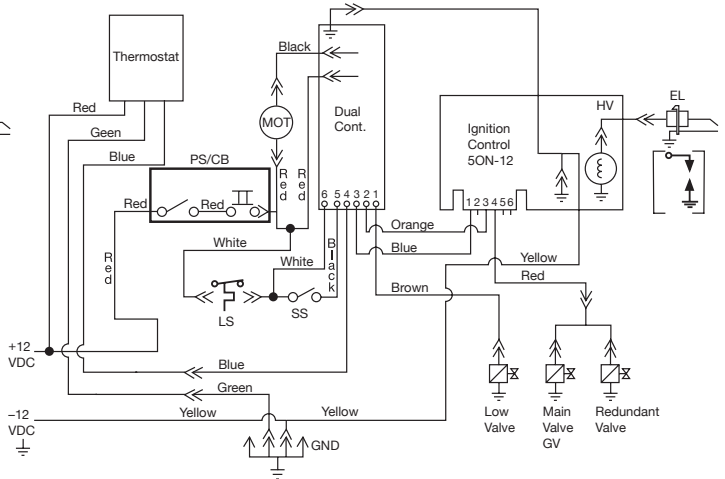 Thermostat
Black
Red
Geen
Blue
MOT
Dual
Cont.
PS/CB
Red
Red
Red
Red
Red
6 5 4 3 2 1
White
White
Black
LS
SS
Ignition
Control
5ON-12
HV
EL
1 2 3 4 5 6
Orange
Blue
Yellow
Red
Brown
+12
VDC
Blue
Green
–12
VDC
Yellow
Yellow
GND
Low
Valve
Main
Valve
GV
Redundant
Valve